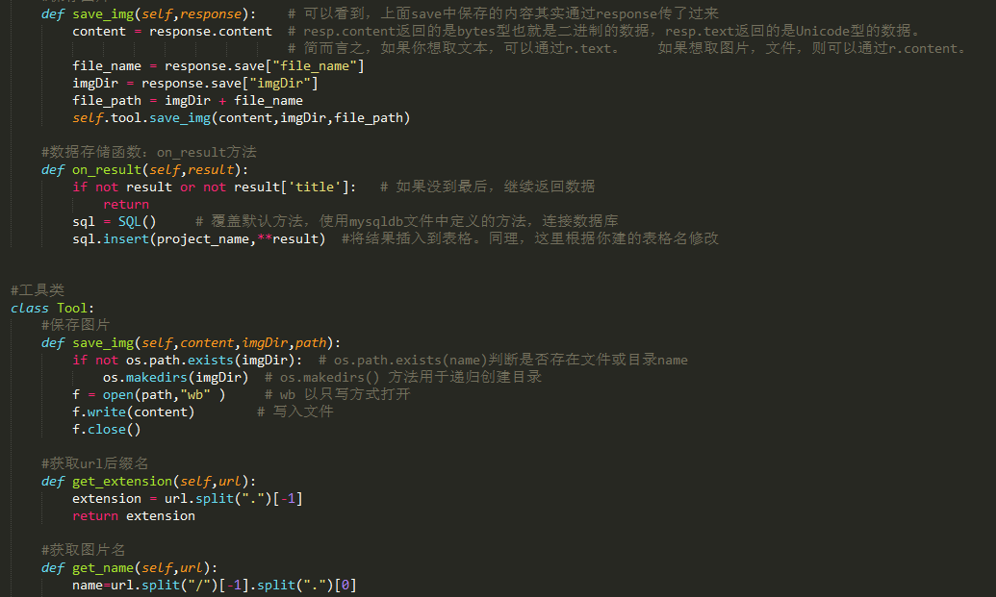 def save_img(self,response):    # 可以看到，上面save中保存的内容其实通过response传了过来
content = response.content  # resp.content返回的是bytes型也就是二进制的数据，resp.text返回的是Unicode型的数据。
# 简而言之，如果你想取文本，可以通过r.text。    如果想取图片，文件，则可以通过r.content。
file_name = response.save["file_name"]
imgDir = response.save["imgDir"]
file_path = imgDir + file_name
self.tool.save_img(content,imgDir,file_path)
#数据存储函数：on_result方法
def on_result(self,result):
if not result or not result['title']:   # 如果没到最后，继续返回数据
return
sql = SQL()     # 覆盖默认方法，使用mysqldb文件中定义的方法，连接数据库
sql.insert(project_name,**result)  #将结果插入到表格。同理，这里根据你建的表格名修改
#工具类
class Tool:
#保存图片
def save_img(self,content,imgDir,path):
if not os.path.exists(imgDir):  # os.path.exists(name)判断是否存在文件或目录name
os.makedirs(imgDir)  # os.makedirs() 方法用于递归创建目录
f = open(path,"wb" )     # wb 以只写方式打开
f.write(content)        # 写入文件
f.close()
#获取url后缀名
def get_extension(self,url):
extension = url.split(".")[-1]
return extension
#获取图片名
def get_name(self,url):
name=url.split("/")[-1].split(".")[0]